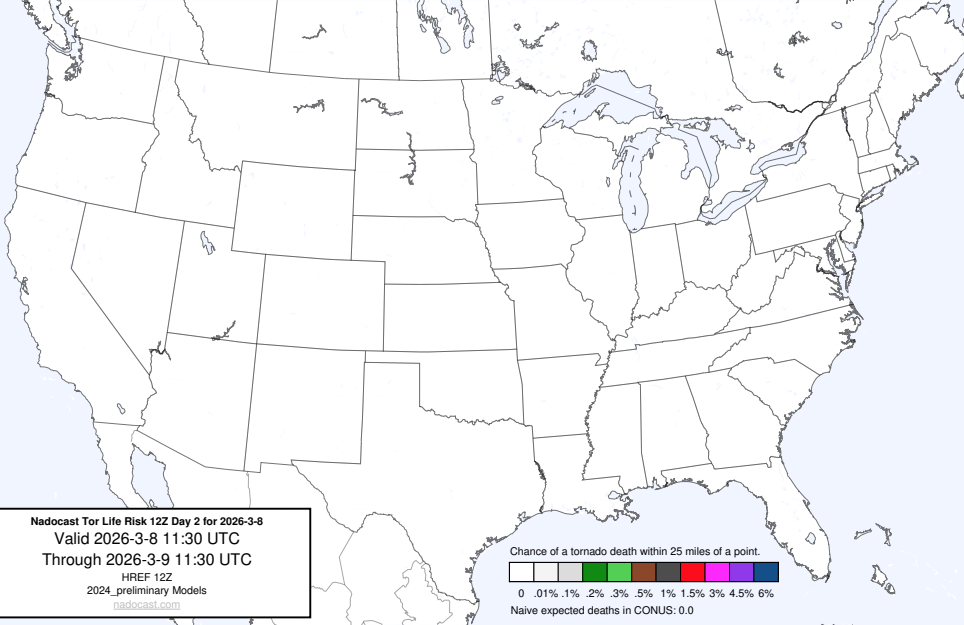 Nadocast Tor Life Risk 12Z Day 2 for 2026-3-8
Valid 2026-3-8 11:30 UTC
Through 2026-3-9 11:30 UTC
HREF 12Z
2024_preliminary Models
nadocast.com
Chance of a tornado death within 25 miles of a point.
0 .01% .1% .2% .3% .5% 1% 1.5% 3% 4.5% 6%
Naive expected deaths in CONUS: 0.0